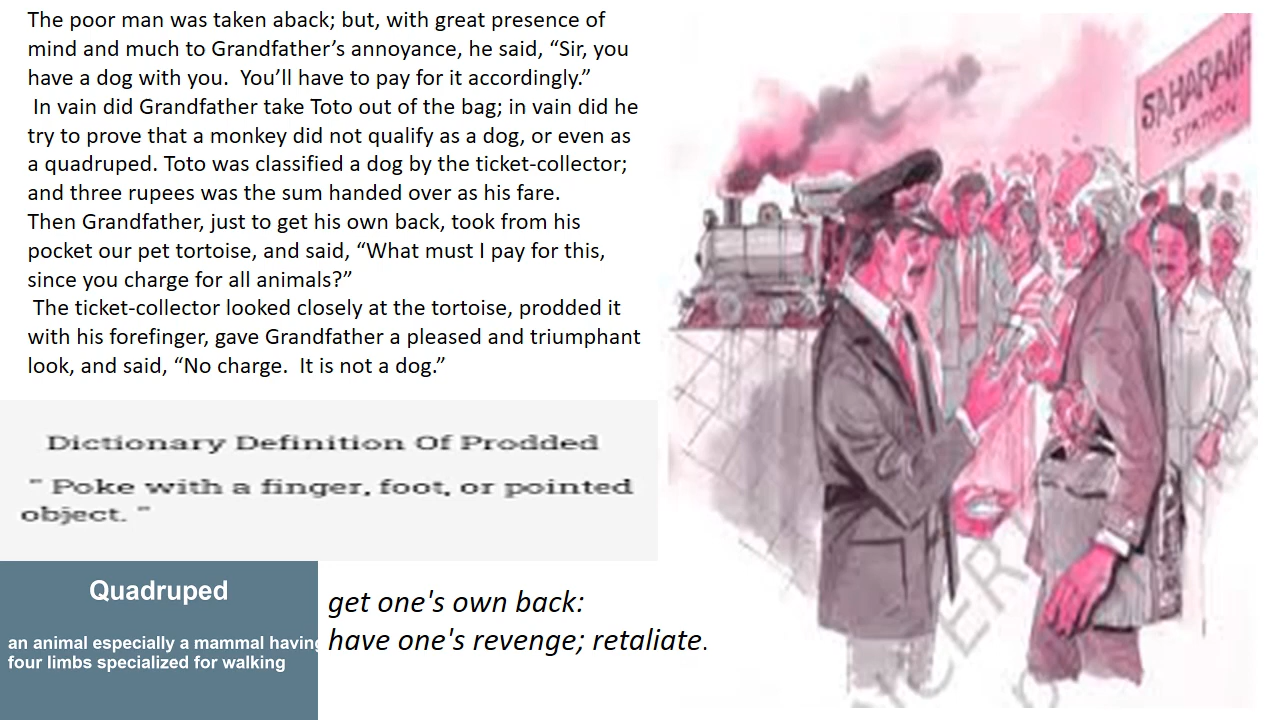 The poor man was taken aback; but, with great presence of
mind and much to Grandfather’s annoyance, he said, “Sir, you
have a dog with you.  You’ll have to pay for it accordingly.”
In vain did Grandfather take Toto out of the bag; in vain did he
try to prove that a monkey did not qualify as a dog, or even as
a quadruped. Toto was classified a dog by the ticket-collector;
and three rupees was the sum handed over as his fare.
Then Grandfather, just to get his own back, took from his
pocket our pet tortoise, and said, “What must I pay for this,
since you charge for all animals?”
The ticket-collector looked closely at the tortoise, prodded it
with his forefinger, gave Grandfather a pleased and triumphant
look, and said, “No charge.  It is not a dog.”
Dictionary Definition Of Prodded
" Poke with a finger, foot, or pointed
object. "
Quadruped
an animal especially a mammal having
four limbs specialized for walking
get one's own back:
have one's revenge; retaliate.
STATION